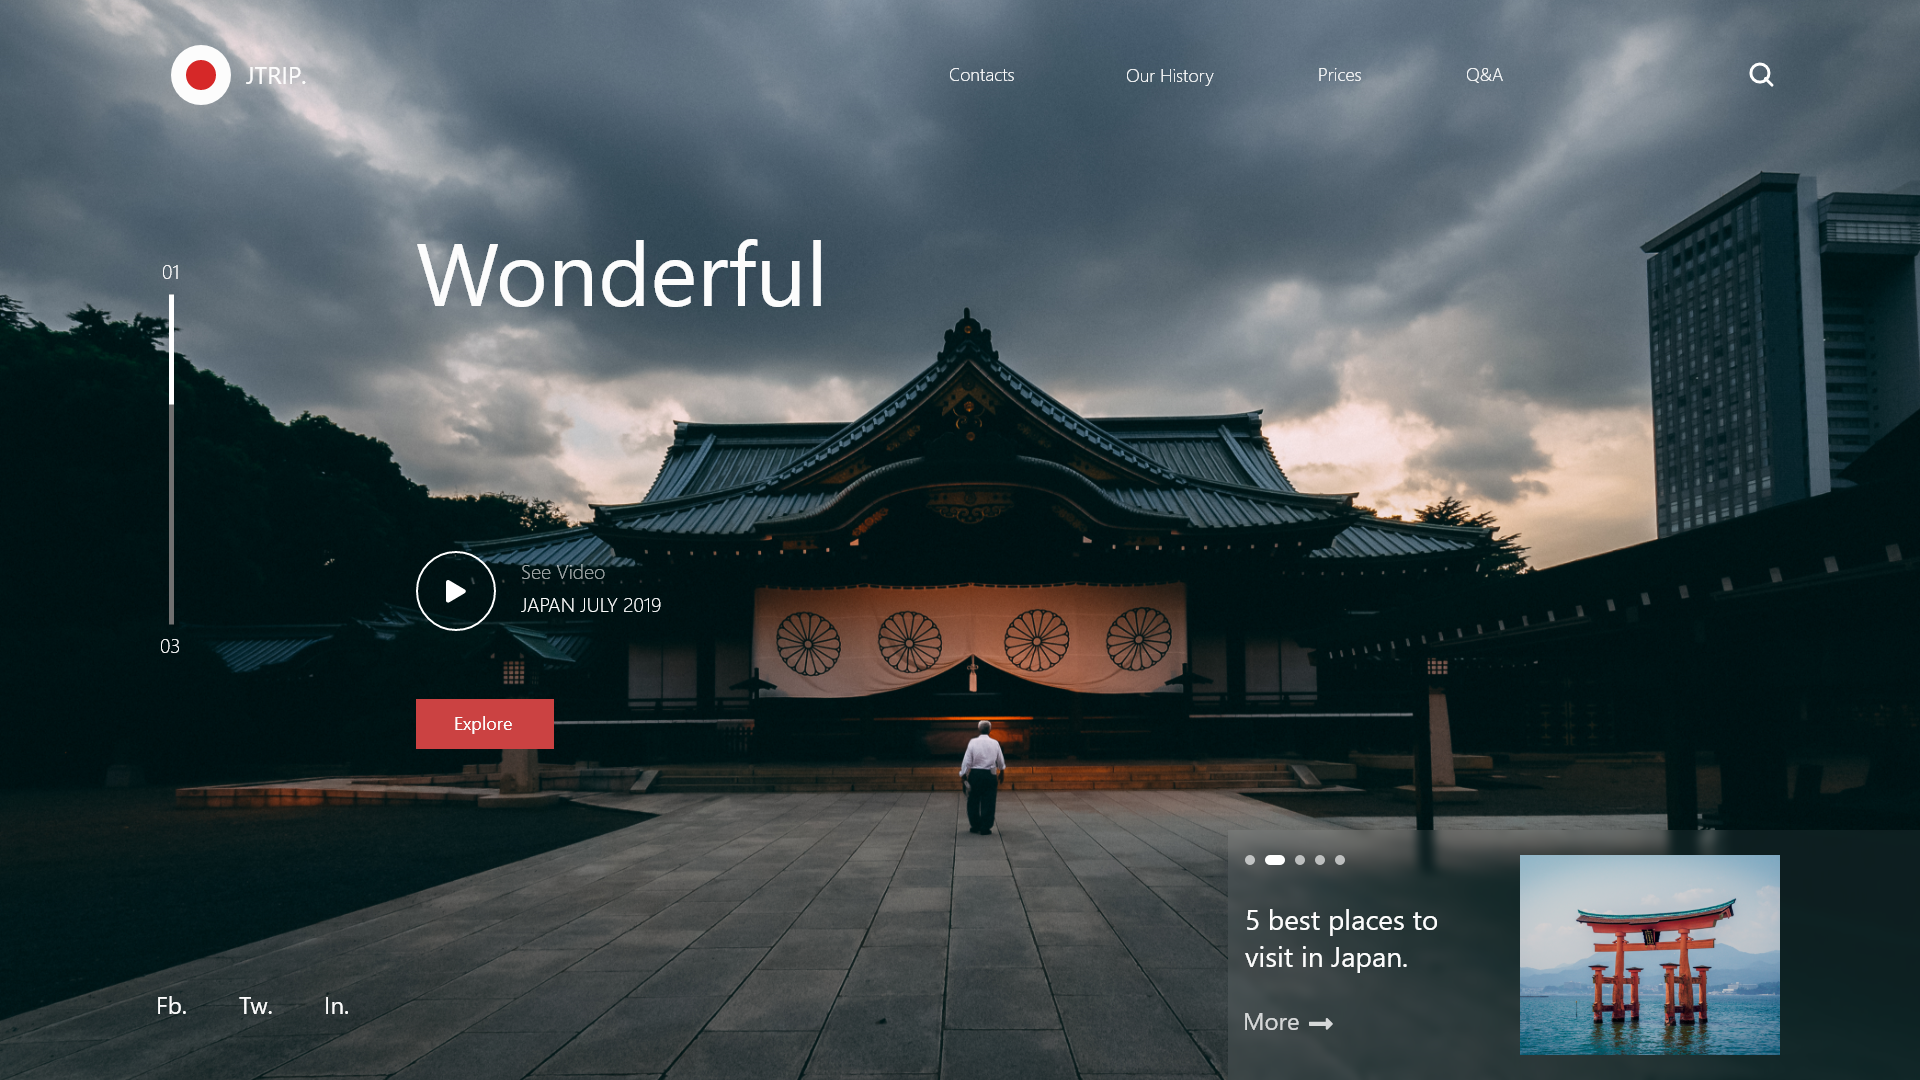 JTRIP.
Contacts
Our History
Prices
Q&A
Wonderful
01
03
See Video
JAPAN JULY 2019
Explore
5 best places to
visit in Japan.
More
Fb.
Tw.
In.